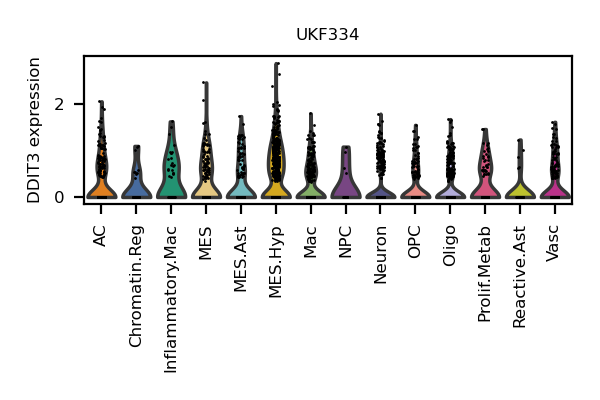 UKF334
DDIT3 expression
2
0
AC
Chromatin.Reg
Inflammatory.Mac
MES
MES.Ast
MES.Hyp
Mac
NPC
Neuron
OPC
Oligo
Prolif.Metab
Reactive.Ast
Vasc